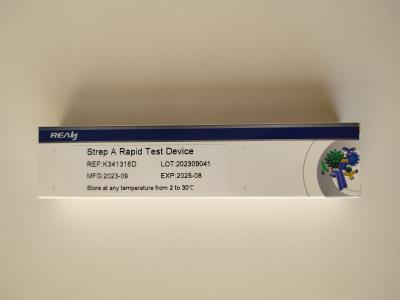 REALY
Strep A Rapid Test Device
REF:K341316D LOT:202309041
MFG:2023-09 EXP:2025-08
Store at any temperature from 2 to 30℃